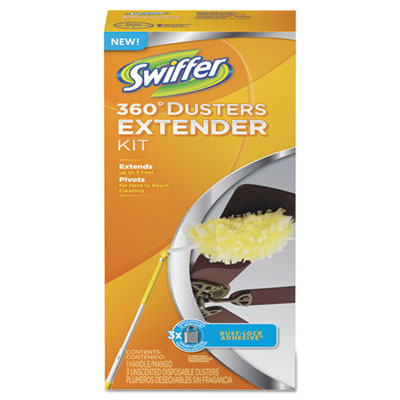 NEW!
Swiffer
360° DUSTERS
EXTENDER
KIT
Extends
up to 3 Feet
Pivots
for Hard to Reach
Cleaning
3x
DUST-LOCK
ADHESIVE
CONTENTS:
CONTENIDO:
1 HANDLE/MANGO
3 UNSCENTED DISPOSABLE DUSTERS
PLUMEROS DESECHABLES SIN FRAGANCIA